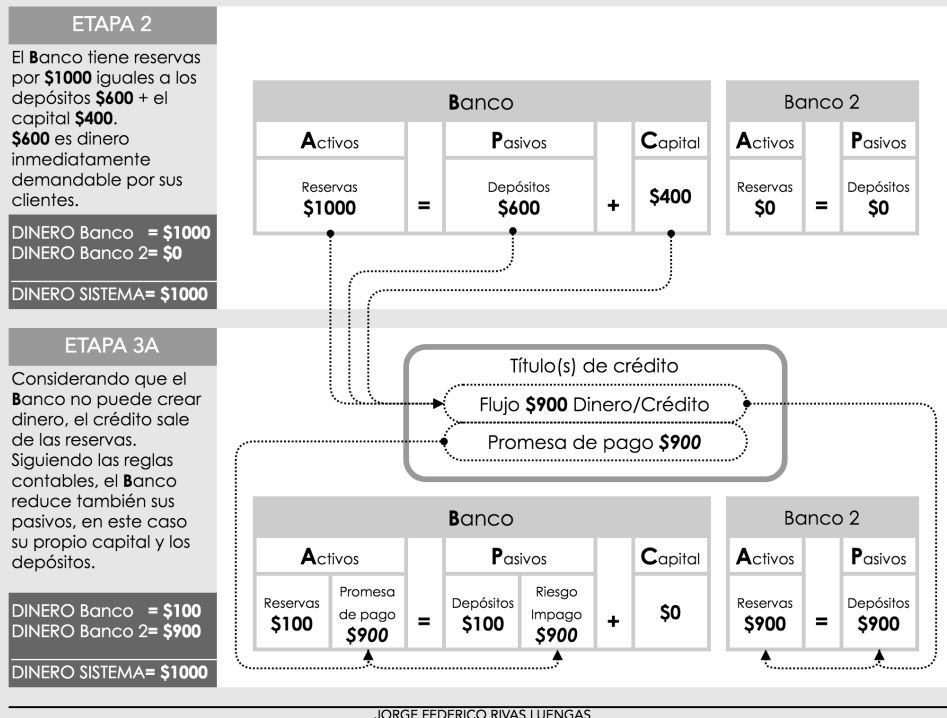 ETAPA 2
El Banco tiene reservas
por $1000 iguales a los
depósitos $600 + el
capital $400.
$600 es dinero
inmediatamente
demandable por sus
clientes.
DINERO Banco = $1000
DINERO Banco 2= $0
DINERO SISTEMA= $1000
Banco
Activos
Pasivos
Capital
Reservas
$1000
=
Depósitos
$600
+
$400
Banco 2
Activos
Pasivos
Reservas
$0
=
Depósitos
$0
ETAPA 3A
Considerando que el
Banco no puede crear
dinero, el crédito sale
de las reservas.
Siguiendo las reglas
contables, el Banco
reduce también sus
pasivos, en este caso
su propio capital y los
depósitos.
DINERO Banco = $100
DINERO Banco 2= $900
DINERO SISTEMA= $1000
Título(s) de crédito
Flujo $900 Dinero/Crédito
Promesa de pago $900
Banco
Activos
Pasivos
Capital
Reservas
$100
Promesa
de pago
$900
=
Depósitos
$100
Riesgo
Impago
$900
+
$0
Banco 2
Activos
Pasivos
Reservas
$900
=
Depósitos
$900
JORGE FEDERICO RIVAS LUENGAS